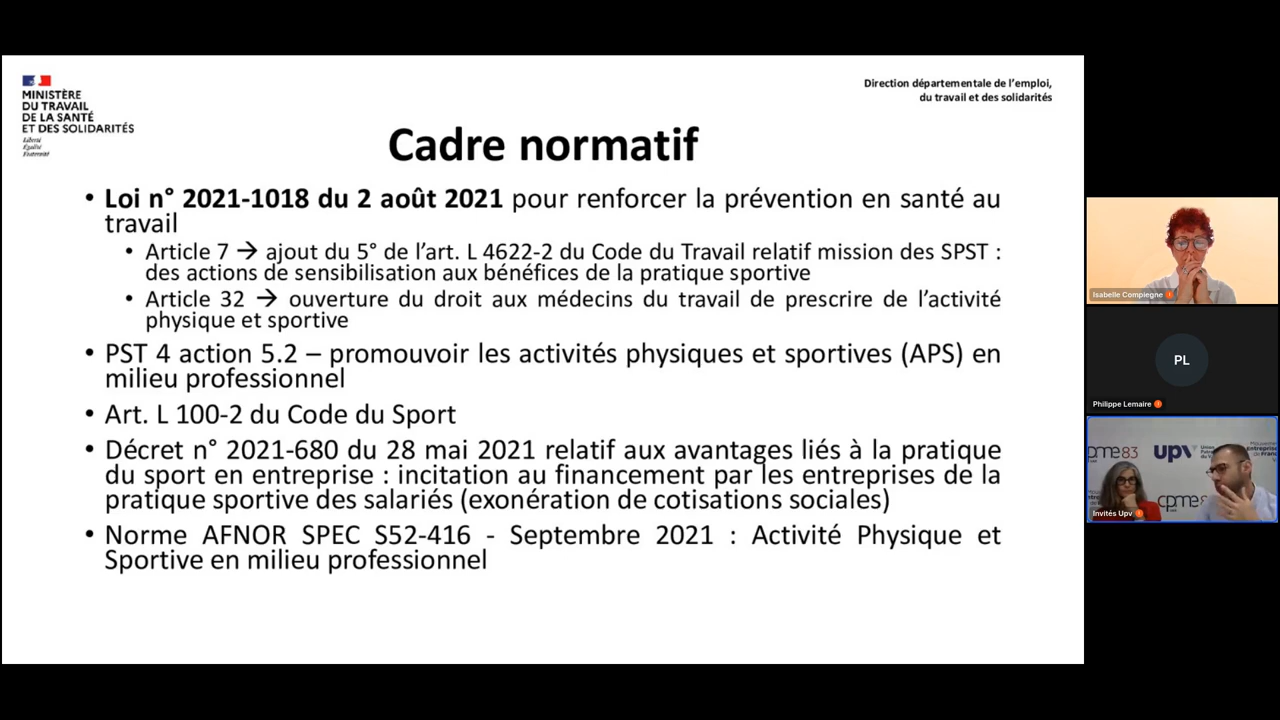 MINISTÈRE
DU TRAVAIL
DE LA SANTÉ
ET DES SOLIDARITÉS
Liberté
Égalité
Fraternité
Direction départementale de l'emploi,
du travail et des solidarités
Cadre normatif
• Loi n° 2021-1018 du 2 août 2021 pour renforcer la prévention en santé au
travail
• Article 7 → ajout du 5° de l'art. L 4622-2 du Code du Travail relatif mission des SPST :
des actions de sensibilisation aux bénéfices de la pratique sportive
• Article 32 → ouverture du droit aux médecins du travail de prescrire de l'activité
physique et sportive
• PST 4 action 5.2 – promouvoir les activités physiques et sportives (APS) en
milieu professionnel
• Art. L 100-2 du Code du Sport
• Décret n° 2021-680 du 28 mai 2021 relatif aux avantages liés à la pratique
du sport en entreprise : incitation au financement par les entreprises de la
pratique sportive des salariés (exonération de cotisations sociales)
• Norme AFNOR SPEC S52-416 - Septembre 2021 : Activité Physique et
Sportive en milieu professionnel
Isabelle Compiegne
PL
Philippe Lemaire
pme83
upv
cpme8
Invités Upv